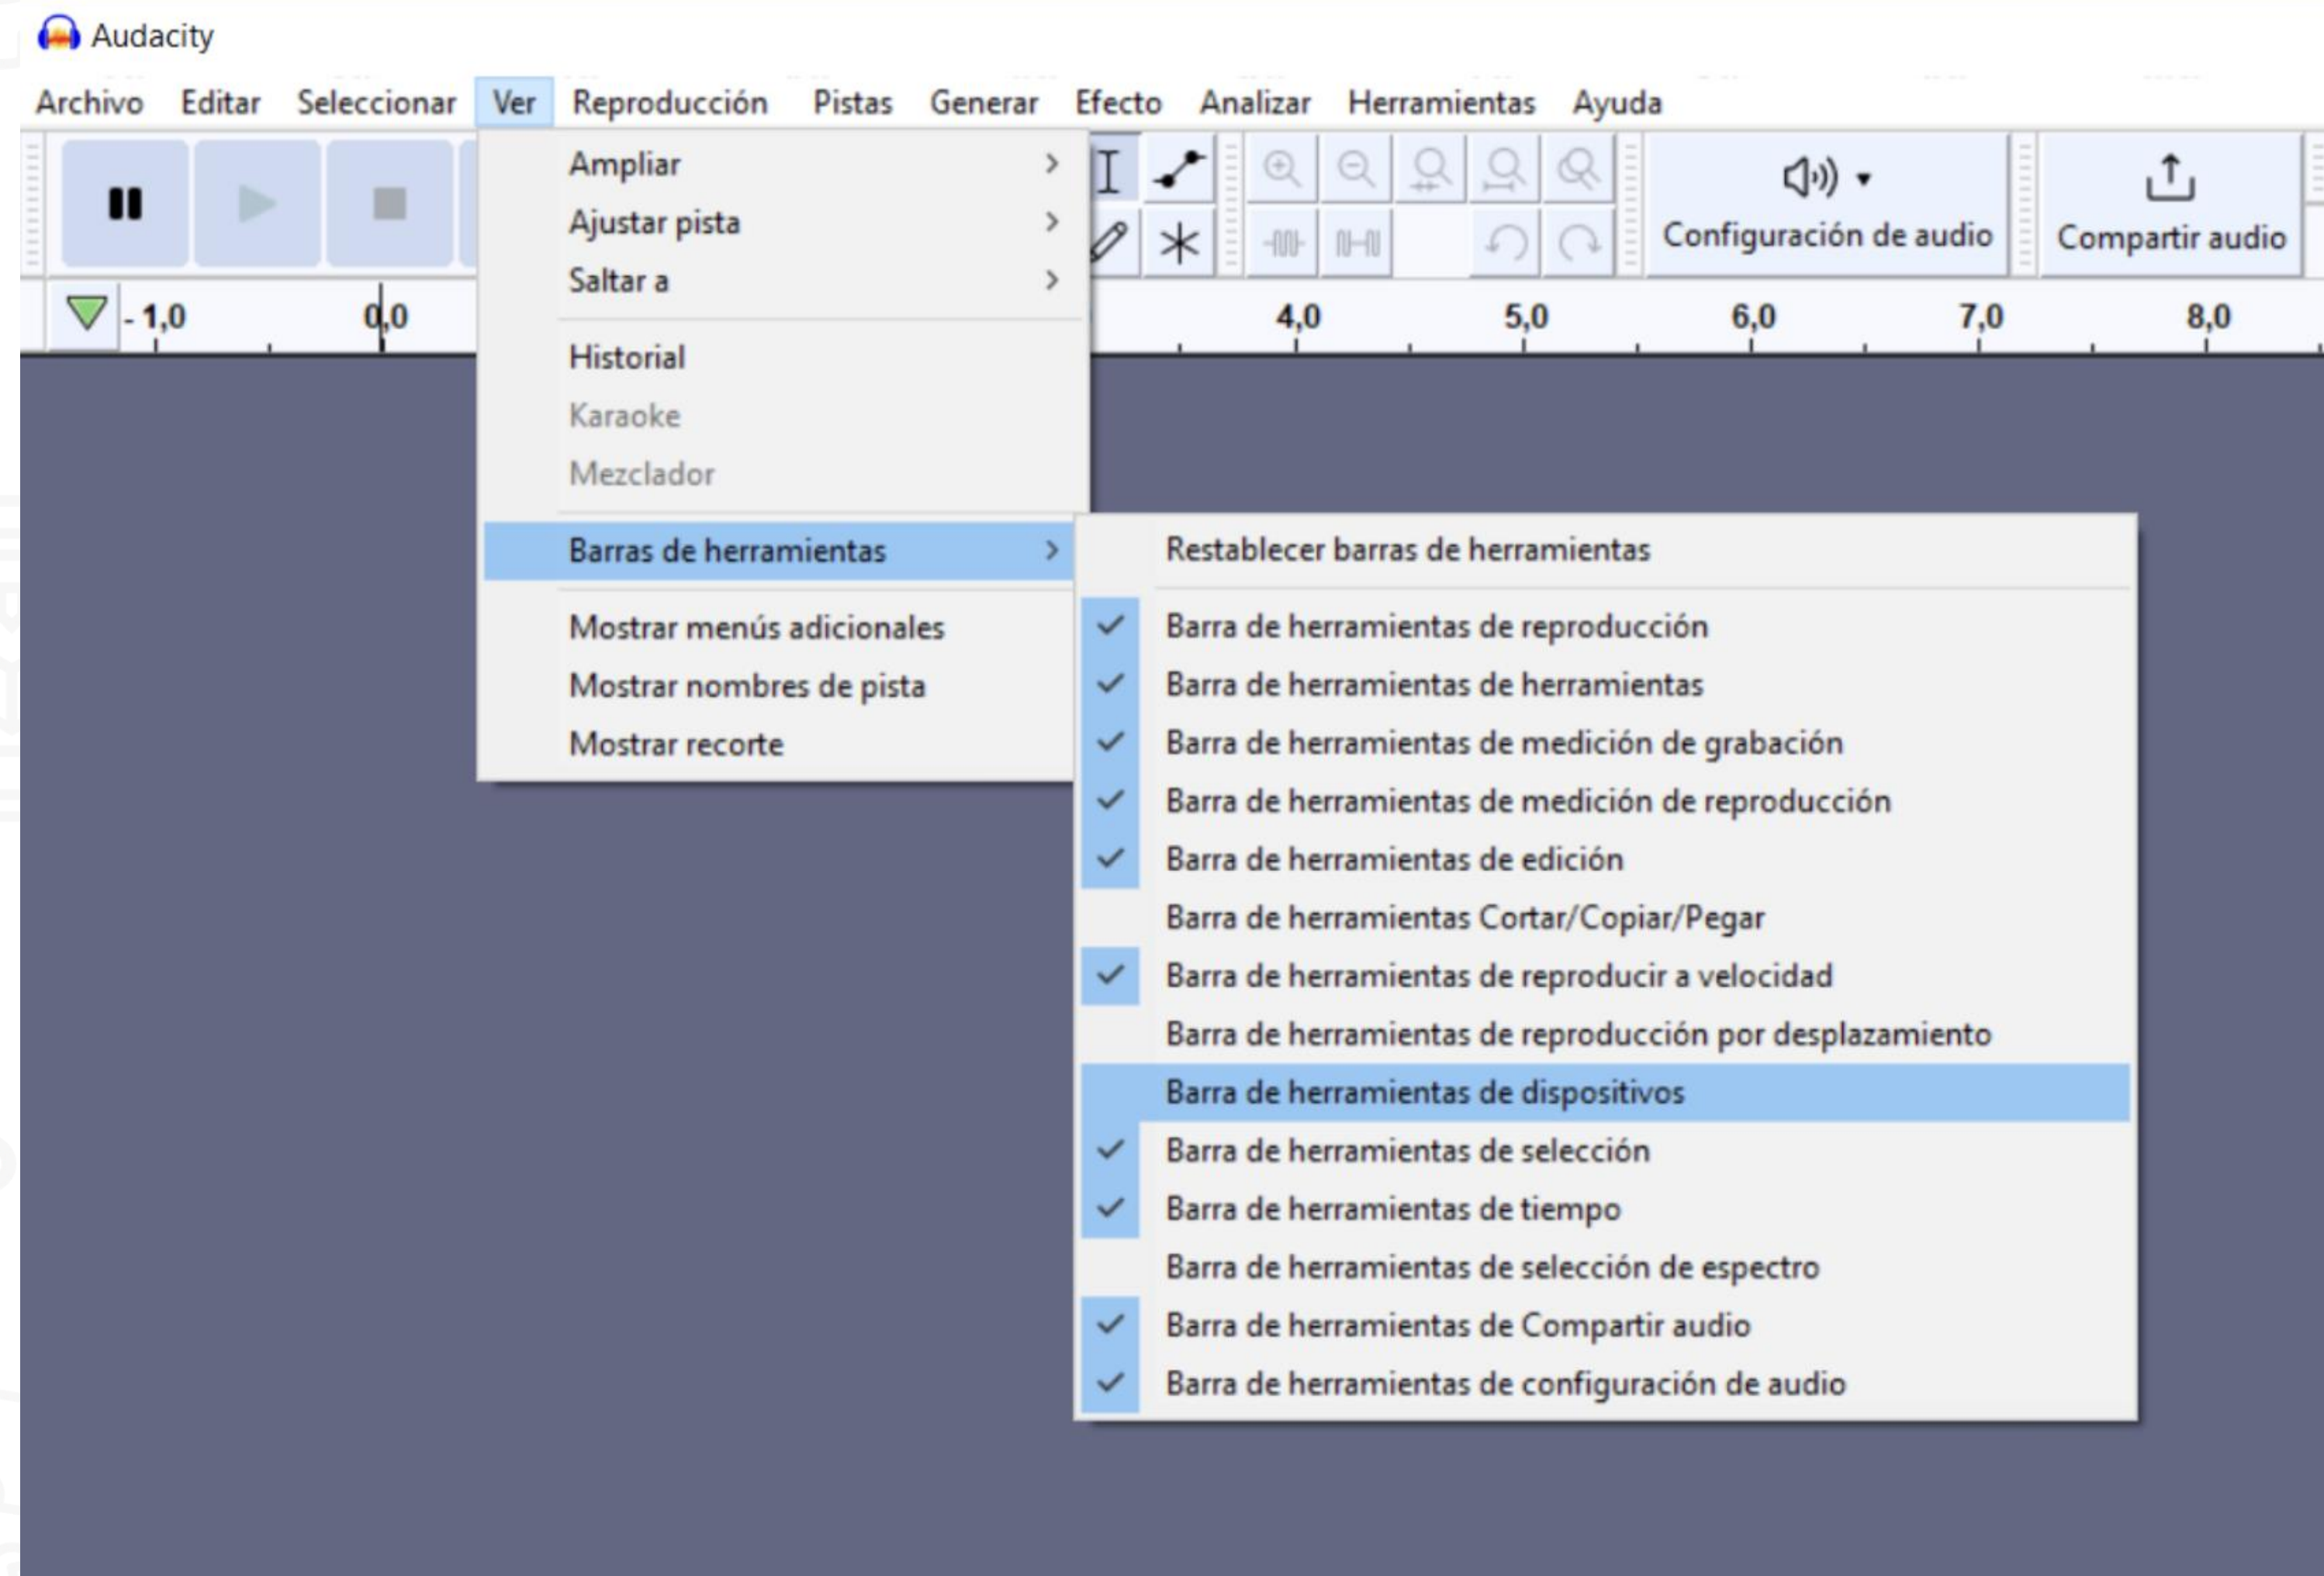 Audacity
Archivo Editar Seleccionar Ver Reproducción Pistas Generar Efecto Analizar Herramientas Ayuda
Configuración de audio
Compartir audio
- 1,0 0,0 4,0 5,0 6,0 7,0 8,0
Ampliar
Ajustar pista
Saltar a
Historial
Karaoke
Mezclador
Barras de herramientas
Mostrar menús adicionales
Mostrar nombres de pista
Mostrar recorte
Restablecer barras de herramientas
Barra de herramientas de reproducción
Barra de herramientas de herramientas
Barra de herramientas de medición de grabación
Barra de herramientas de medición de reproducción
Barra de herramientas de edición
Barra de herramientas Cortar/Copiar/Pegar
Barra de herramientas de reproducir a velocidad
Barra de herramientas de reproducción por desplazamiento
Barra de herramientas de dispositivos
Barra de herramientas de selección
Barra de herramientas de tiempo
Barra de herramientas de selección de espectro
Barra de herramientas de Compartir audio
Barra de herramientas de configuración de audio